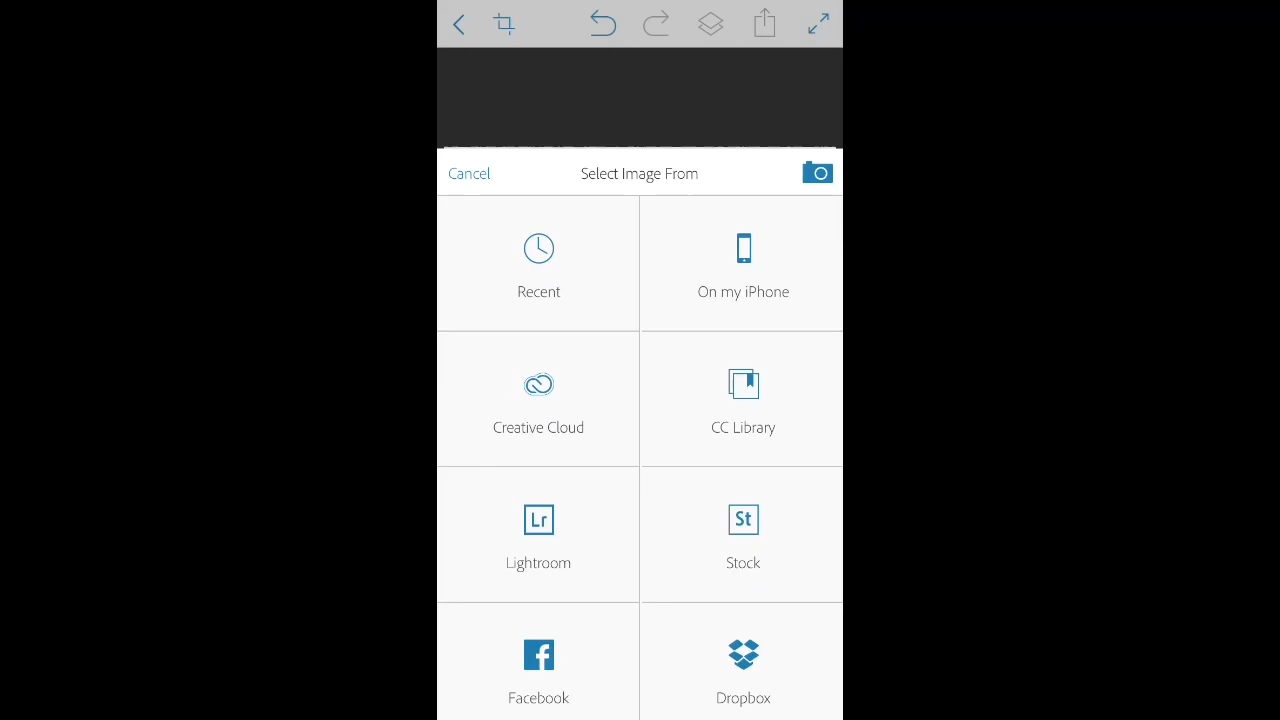 Cancel Select Image From
Recent On my iPhone
Creative Cloud CC Library
Lr St
Lightroom Stock
Facebook Dropbox